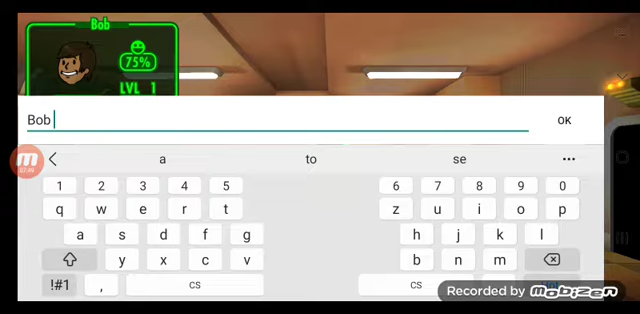 Bob
75%
LVL 1
Bob
OK
a to se
1 2 3 4 5 6 7 8 9 0
q w e r t z u i o p
a s d f g h j k l
y x c v b n m
!#1 , CS CS
Recorded by Mobizen